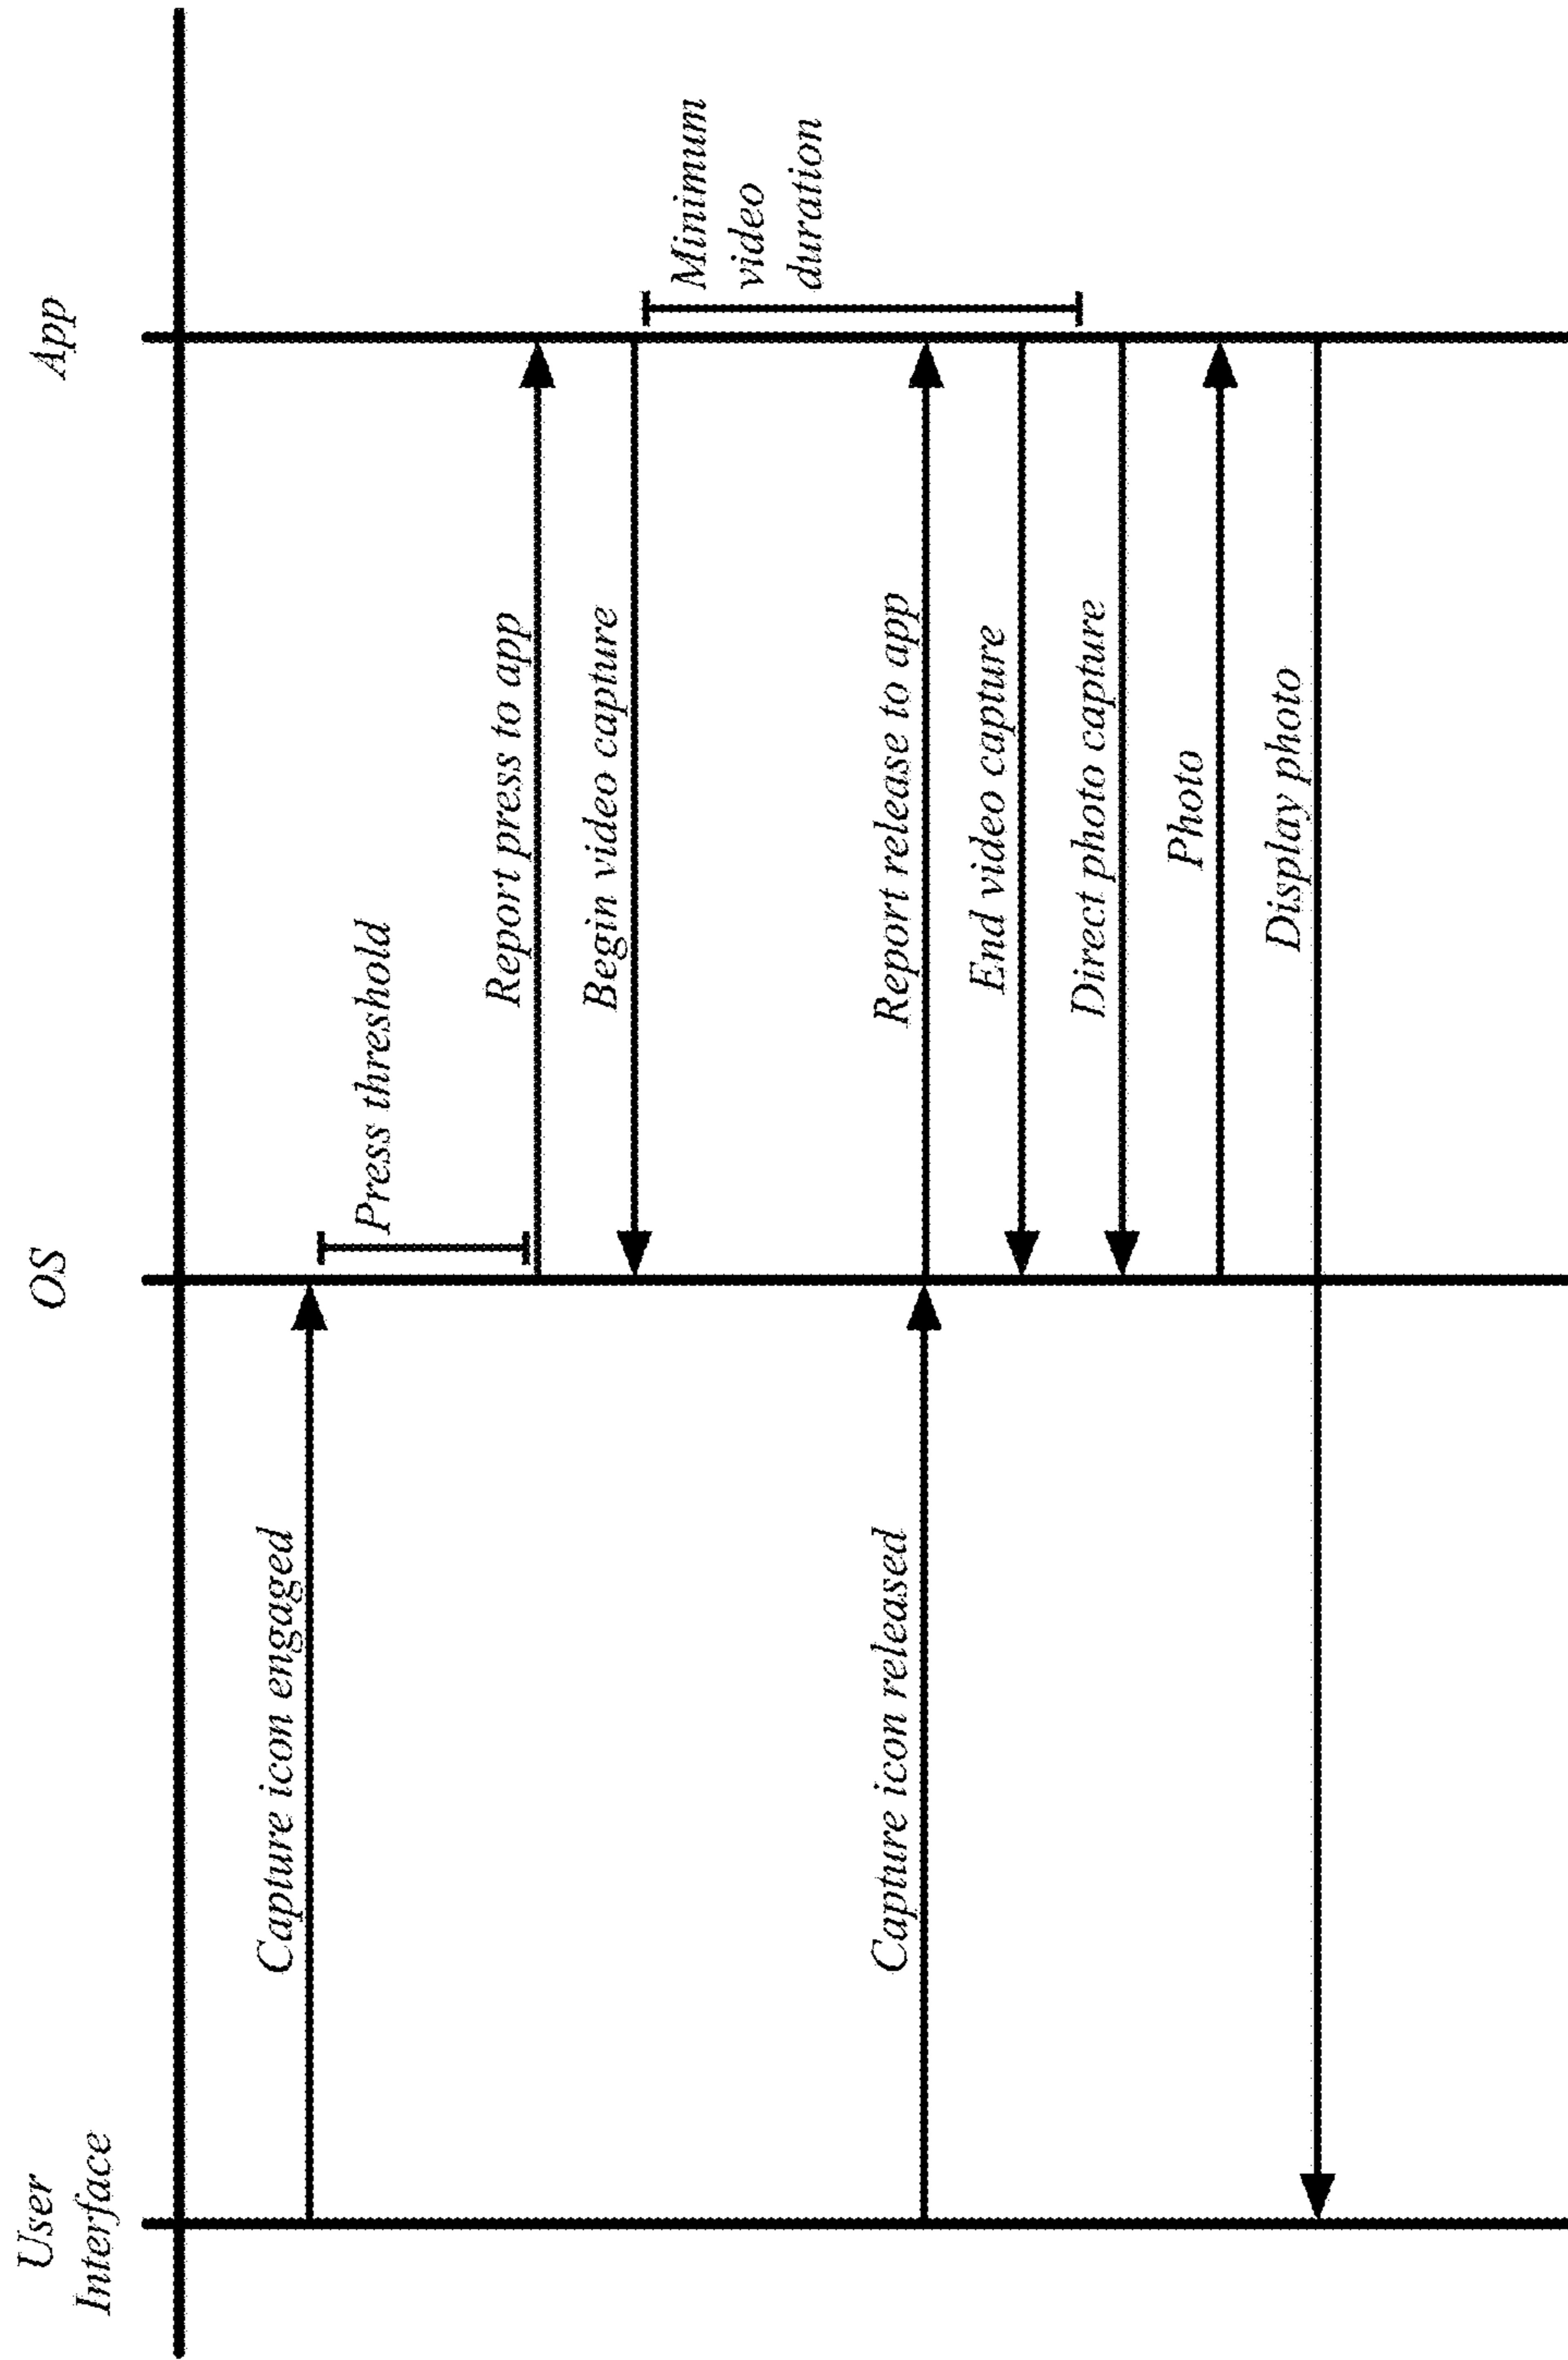 User
Interface
OS
App
Capture icon engaged
Press threshold
Report press to app
Begin video capture
Minimum
video
duration
Capture icon released
Report release to app
End video capture
Direct photo capture
Photo
Display photo